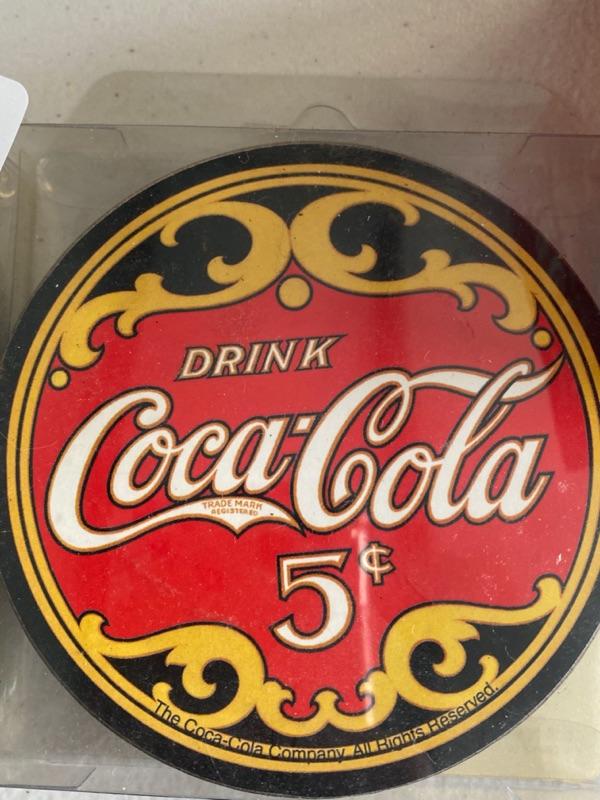 DRINK
Coca-Cola
TRADE MARK
REGISTERED
5¢
The Coca-Cola Company. All Rights Reserved.